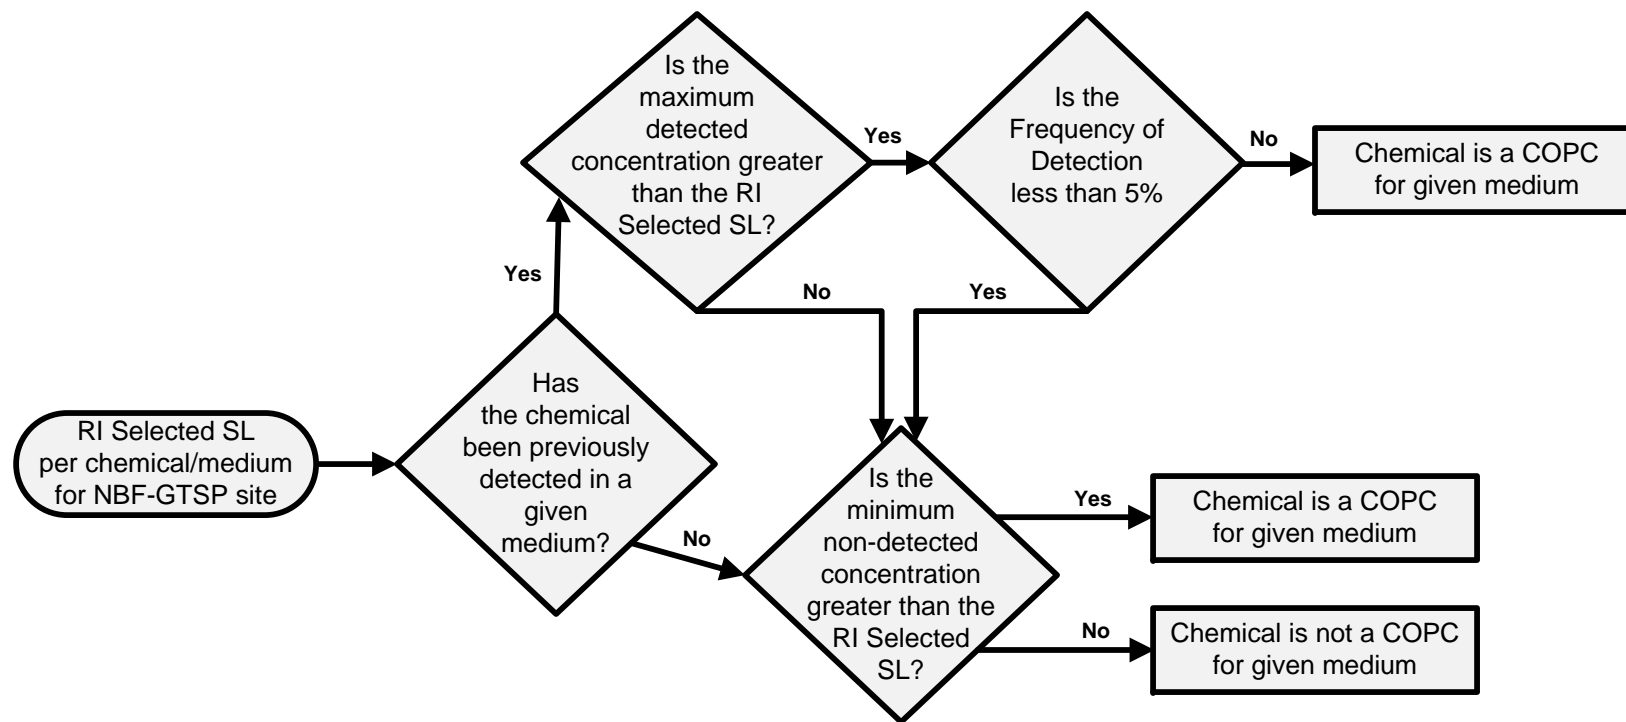 Is the
maximum
detected
concentration greater
than the RI
Selected SL?
Yes
Is the
Frequency of
Detection
less than 5%
No
Chemical is a COPC
for given medium
Yes
No
Yes
RI Selected SL
per chemical/medium
for NBF-GTSP site
Has
the chemical
been previously
detected in a
given
medium?
No
Is the
minimum
non-detected
concentration
greater than the
RI Selected
SL?
Yes
Chemical is a COPC
for given medium
No
Chemical is not a COPC
for given medium